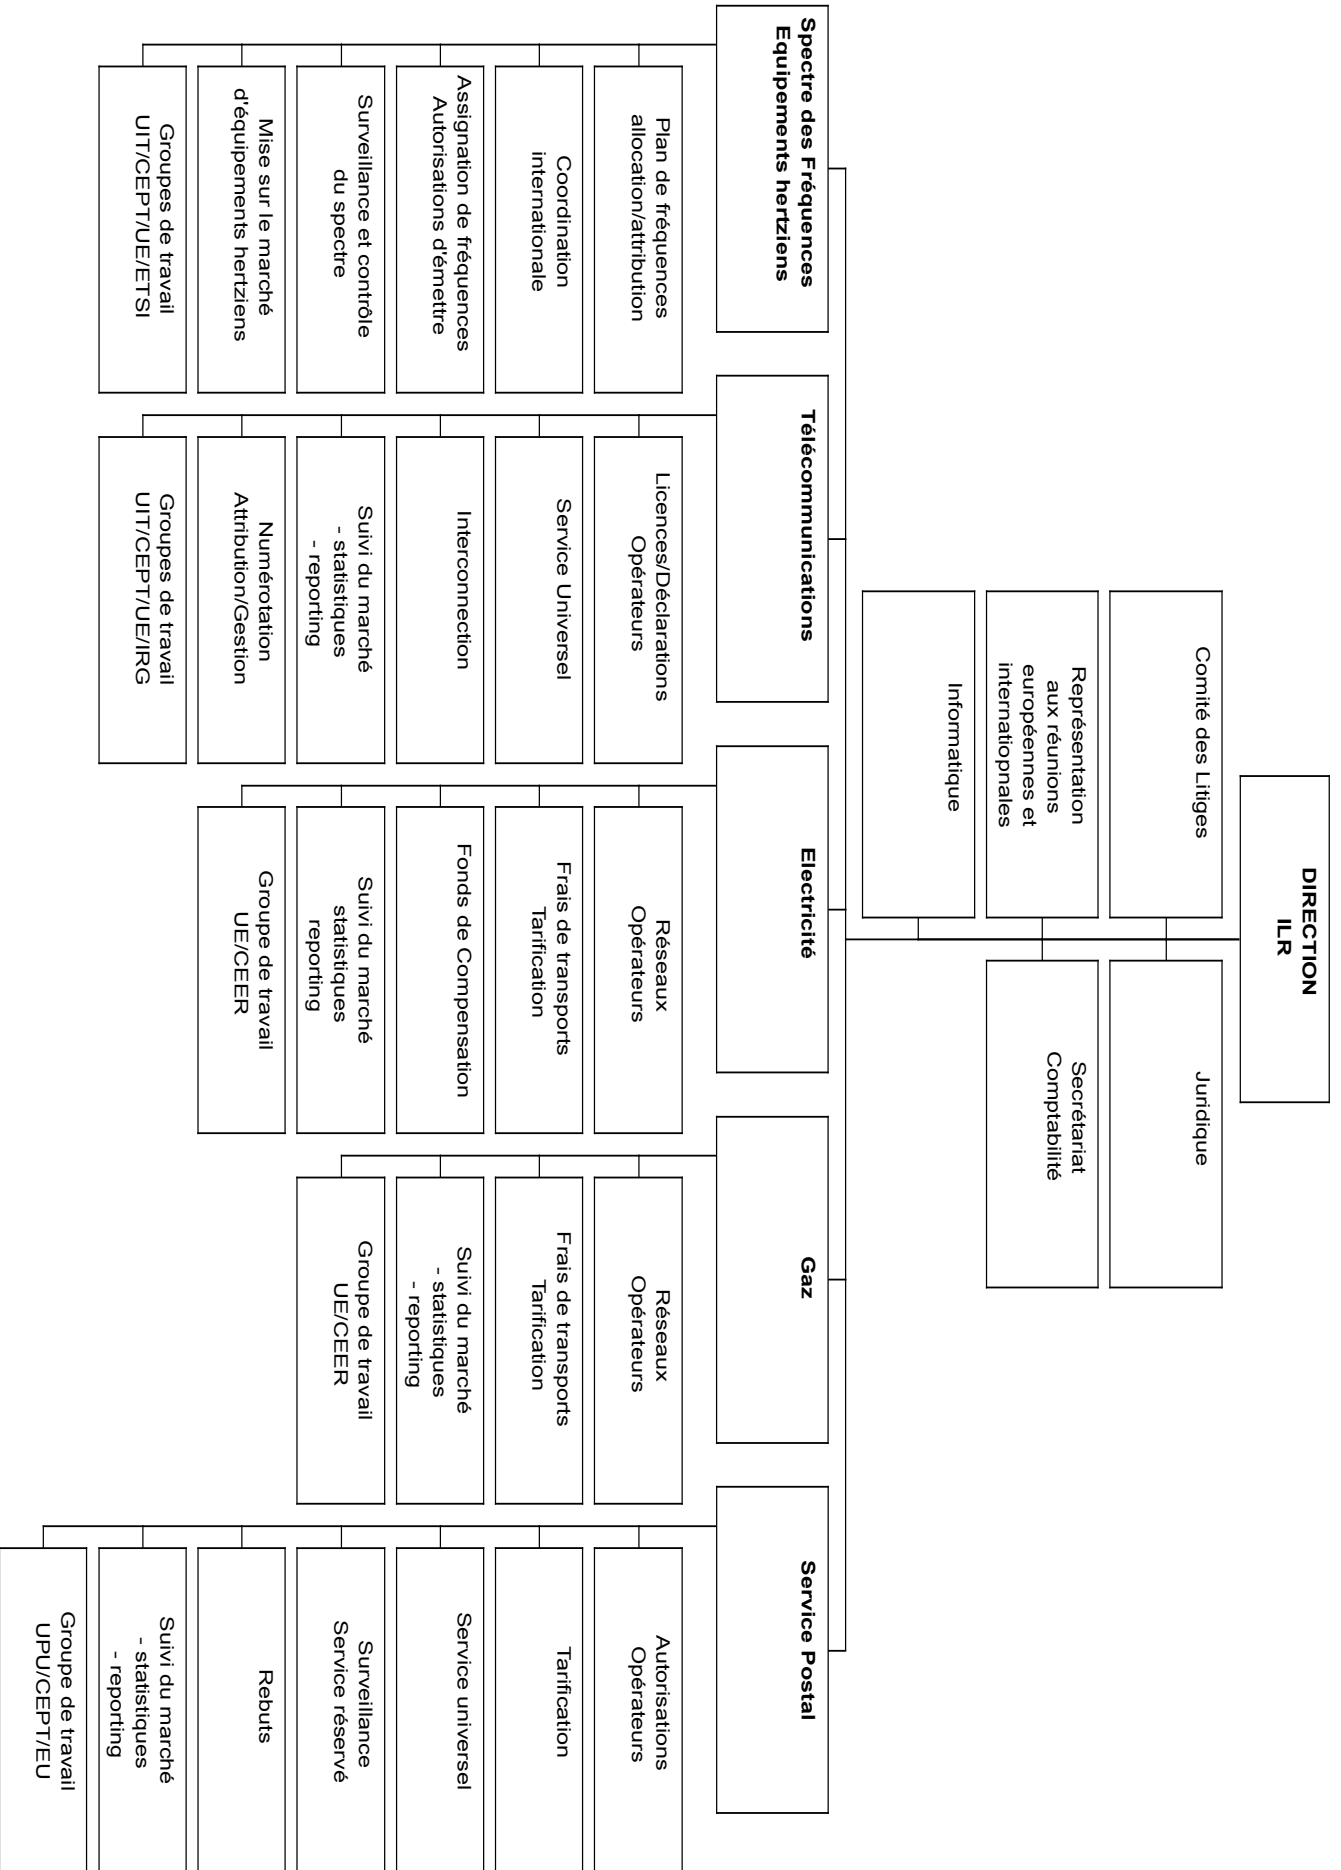 DIRECTION
ILR
Comité des Litiges
Juridique
Représentation
aux réunions
européennes et
internatiopnales
Secrétariat
Comptabilité
Informatique
Spectre des Fréquences
Equipements hertziens
Plan de fréquences
allocation/attribution
Coordination
internationale
Assignation de fréquences
Autorisations d'émettre
Surveillance et contrôle
du spectre
Mise sur le marché
d'équipements hertziens
Groupes de travail
UIT/CEPT/UE/ETSI
Télécommunications
Licences/Déclarations
Opérateurs
Service Universel
Interconnection
Suivi du marché
- statistiques
- reporting
Numérotation
Attribution/Gestion
Groupes de travail
UIT/CEPT/UE/IRG
Electricité
Réseaux
Opérateurs
Frais de transports
Tarification
Fonds de Compensation
Suivi du marché
statistiques
reporting
Groupe de travail
UE/CEER
Gaz
Réseaux
Opérateurs
Frais de transports
Tarification
Suivi du marché
- statistiques
- reporting
Groupe de travail
UE/CEER
Service Postal
Autorisations
Opérateurs
Tarification
Service universel
Surveillance
Service réservé
Rebuts
Suivi du marché
- statistiques
- reporting
Groupe de travail
UPU/CEPT/EU